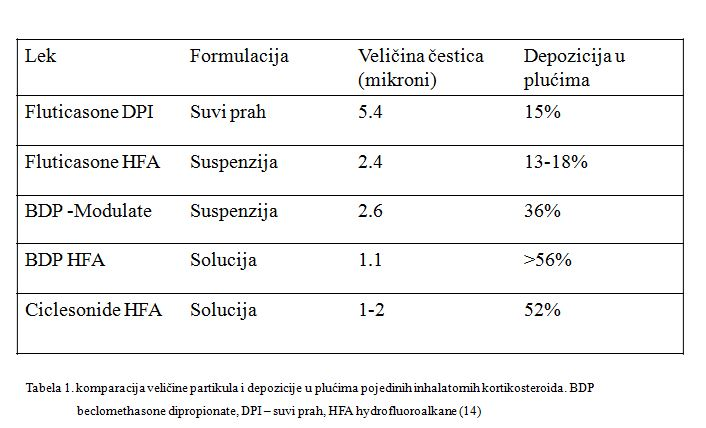 Lek Formulacija Veličina čestica (mikroni) Depozicija u plućima
Fluticasone DPI Suvi prah 5.4 15%
Fluticasone HFA Suspenzija 2.4 13-18%
BDP -Modulate Suspenzija 2.6 36%
BDP HFA Solucija 1.1 >56%
Ciclesonide HFA Solucija 1-2 52%
Tabela 1. komparacija veličine partikula i depozicije u plućima pojedinih inhalatornih kortikosteroida. BDP
beclomethasone dipropionate, DPI – suvi prah, HFA hydrofluoroalkane (14)